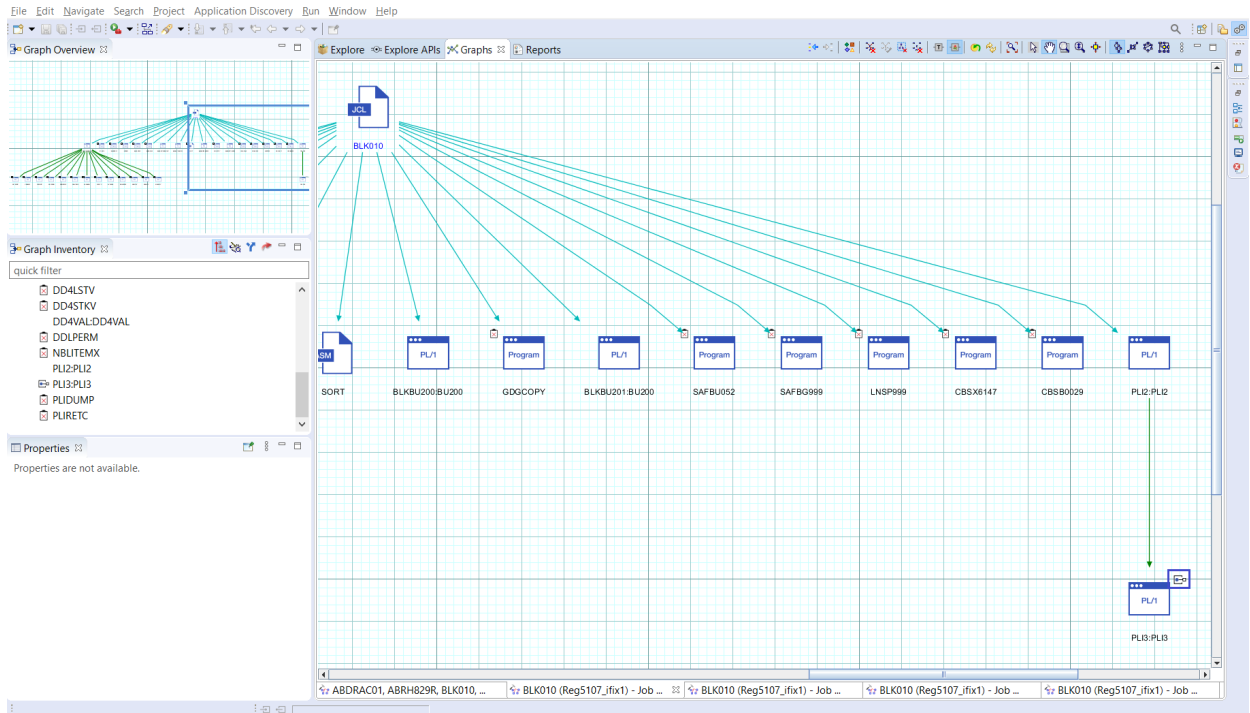 File Edit Navigate Search Project Application Discovery Run Window Help
Graph Overview
Explore Explore APIs Graphs Reports
JCL
BLK010
Graph Inventory
quick filter
DD4LSTV
DD4STKV
DD4VAL:DD4VAL
DDLPERM
NBLITEMX
PLI2:PLI2
PLI3:PLI3
PLIDUMP
PLIRETC
ASM PL/1 Program PL/1 Program Program Program Program Program PL/1
SORT BLKBU200:BU200 GDGCOPY BLKBU201:BU200 SAFBU052 SAFBG999 LNSP999 CBSX6147 CBSB0029 PLI2:PLI2
Properties
Properties are not available.
PL/1
PLI3:PLI3
ABDRAC01, ABRH829R, BLK010, ... BLK010 (Reg5107_ifix1) - Job ... BLK010 (Reg5107_ifix1) - Job ... BLK010 (Reg5107_ifix1) - Job ... BLK010 (Reg5107_ifix1) - Job ...